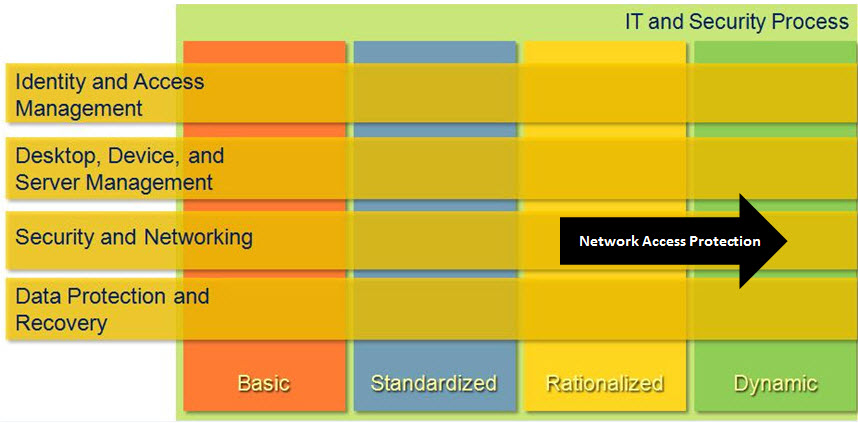 IT and Security Process
Identity and Access
Management
Desktop, Device, and
Server Management
Security and Networking
Network Access Protection
Data Protection and
Recovery
Basic
Standardized
Rationalized
Dynamic